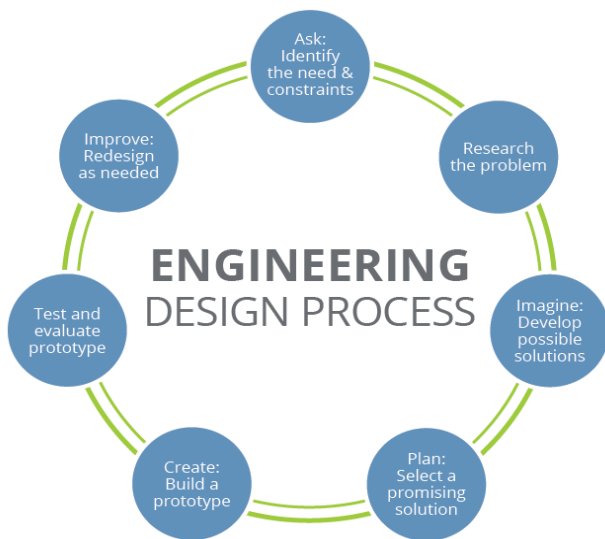 Ask:
Identify
the need &
constraints
Research
the problem
Imagine:
Develop
possible
solutions
Plan:
Select a
promising
solution
Create:
Build a
prototype
Test and
evaluate
prototype
Improve:
Redesign
as needed
ENGINEERING
DESIGN PROCESS